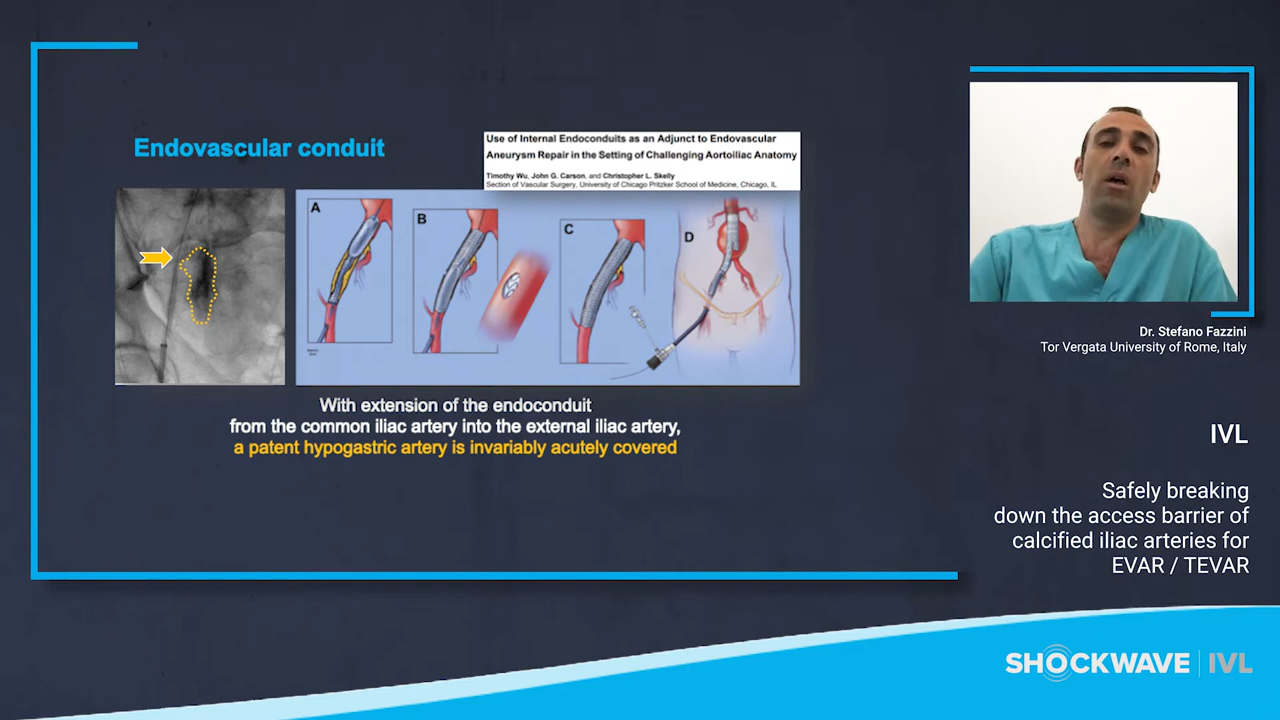 Endovascular conduit
Use of Internal Endoconduits as an Adjunct to Endovascular
Aneurysm Repair in the Setting of Challenging Aortoiliac Anatomy
Timothy Wu, John G. Carson, and Christopher L. Skelly
Section of Vascular Surgery, University of Chicago Pritzker School of Medicine, Chicago, IL
A
B
C
D
With extension of the endoconduit
from the common iliac artery into the external iliac artery,
a patent hypogastric artery is invariably acutely covered
Dr. Stefano Fazzini
Tor Vergata University of Rome, Italy
IVL
Safely breaking
down the access barrier of
calcified iliac arteries for
EVAR / TEVAR
SHOCKWAVE IVL